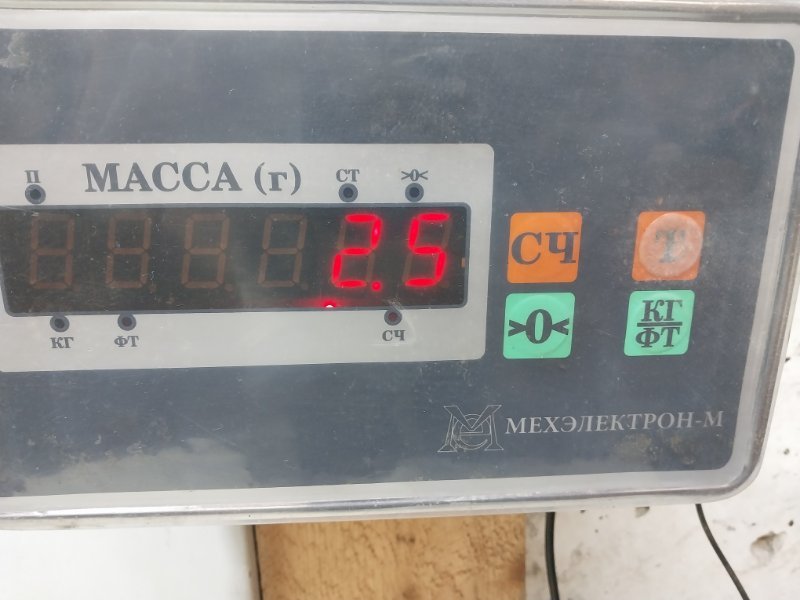 П МАССА (г) СТ >0<
2.5
КГ ФТ СЧ
СЧ Т
>0< КГ/ФТ
МЕХЭЛЕКТРОН-М